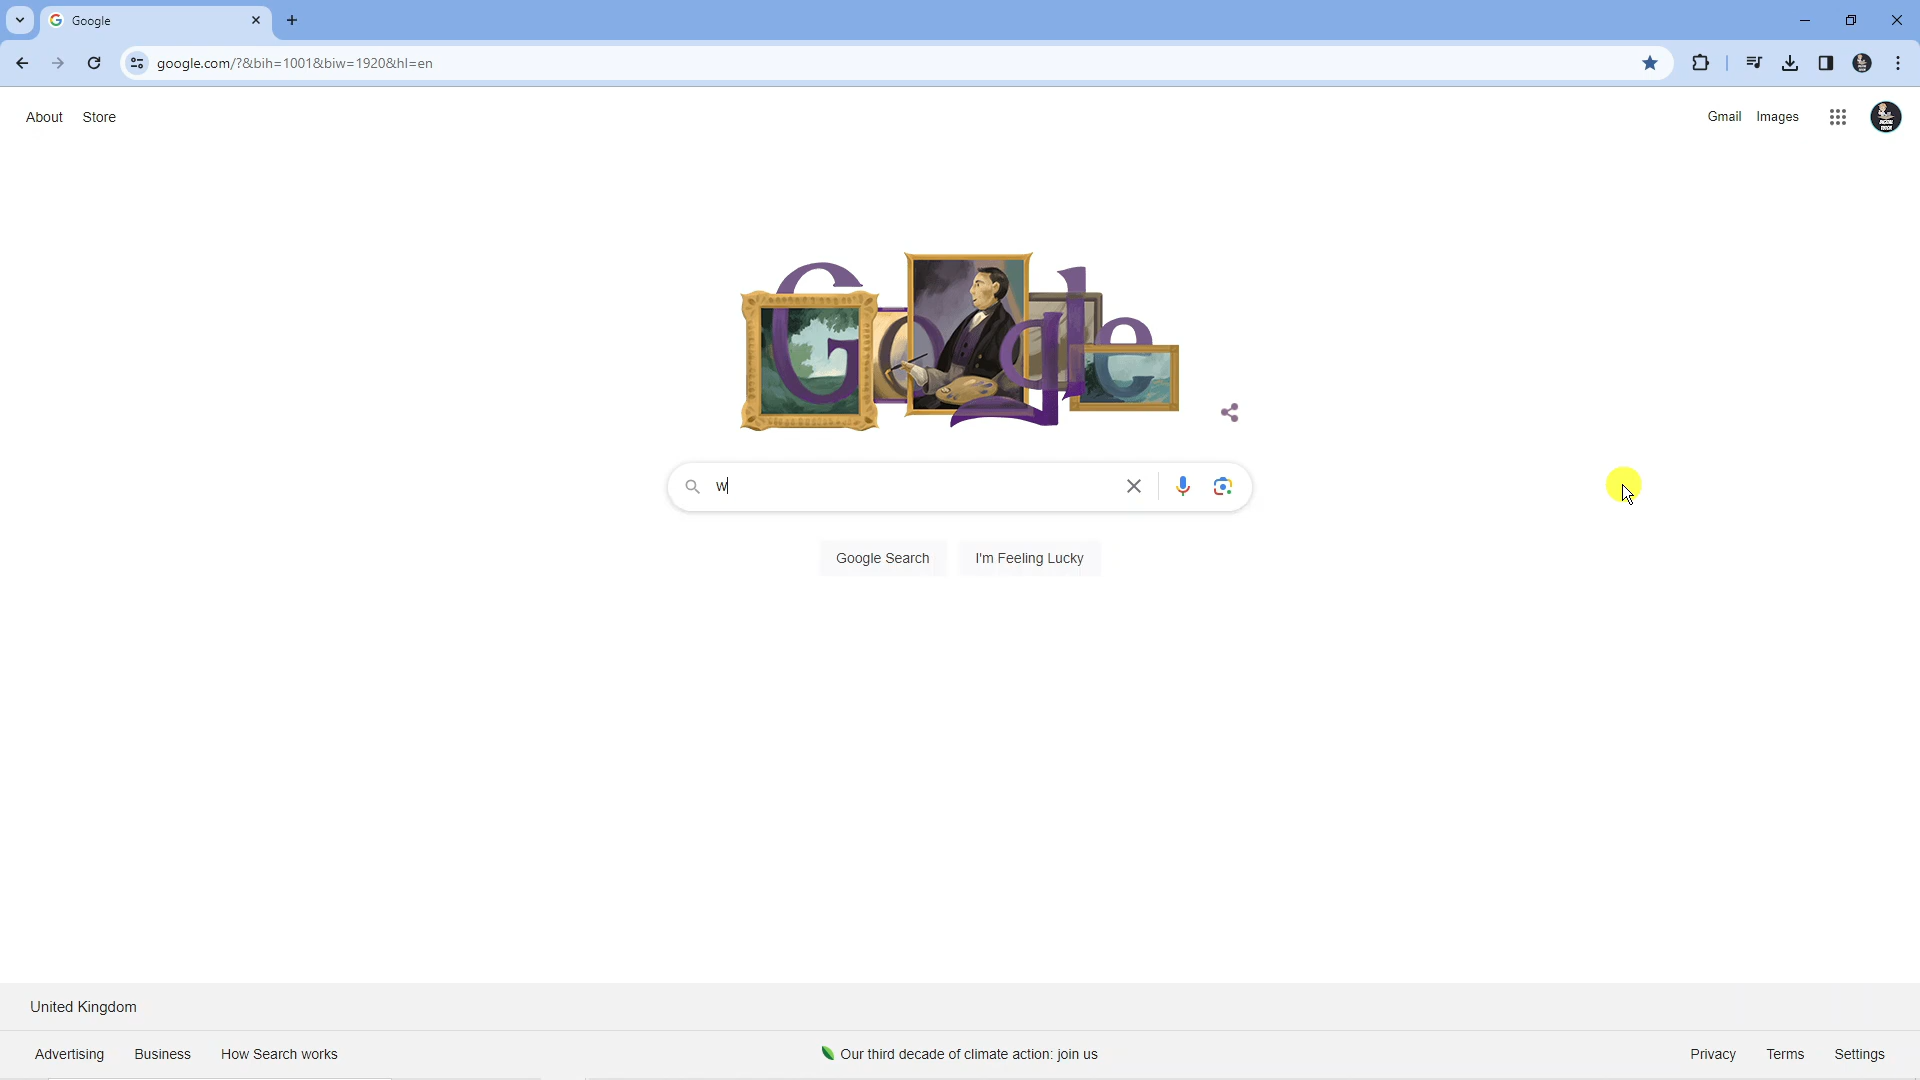 Google
google.com/?&bih=1001&biw=1920&hl=en
About Store
Gmail Images
Google
W
Google Search I'm Feeling Lucky
United Kingdom
Advertising Business How Search works
Our third decade of climate action: join us
Privacy Terms Settings